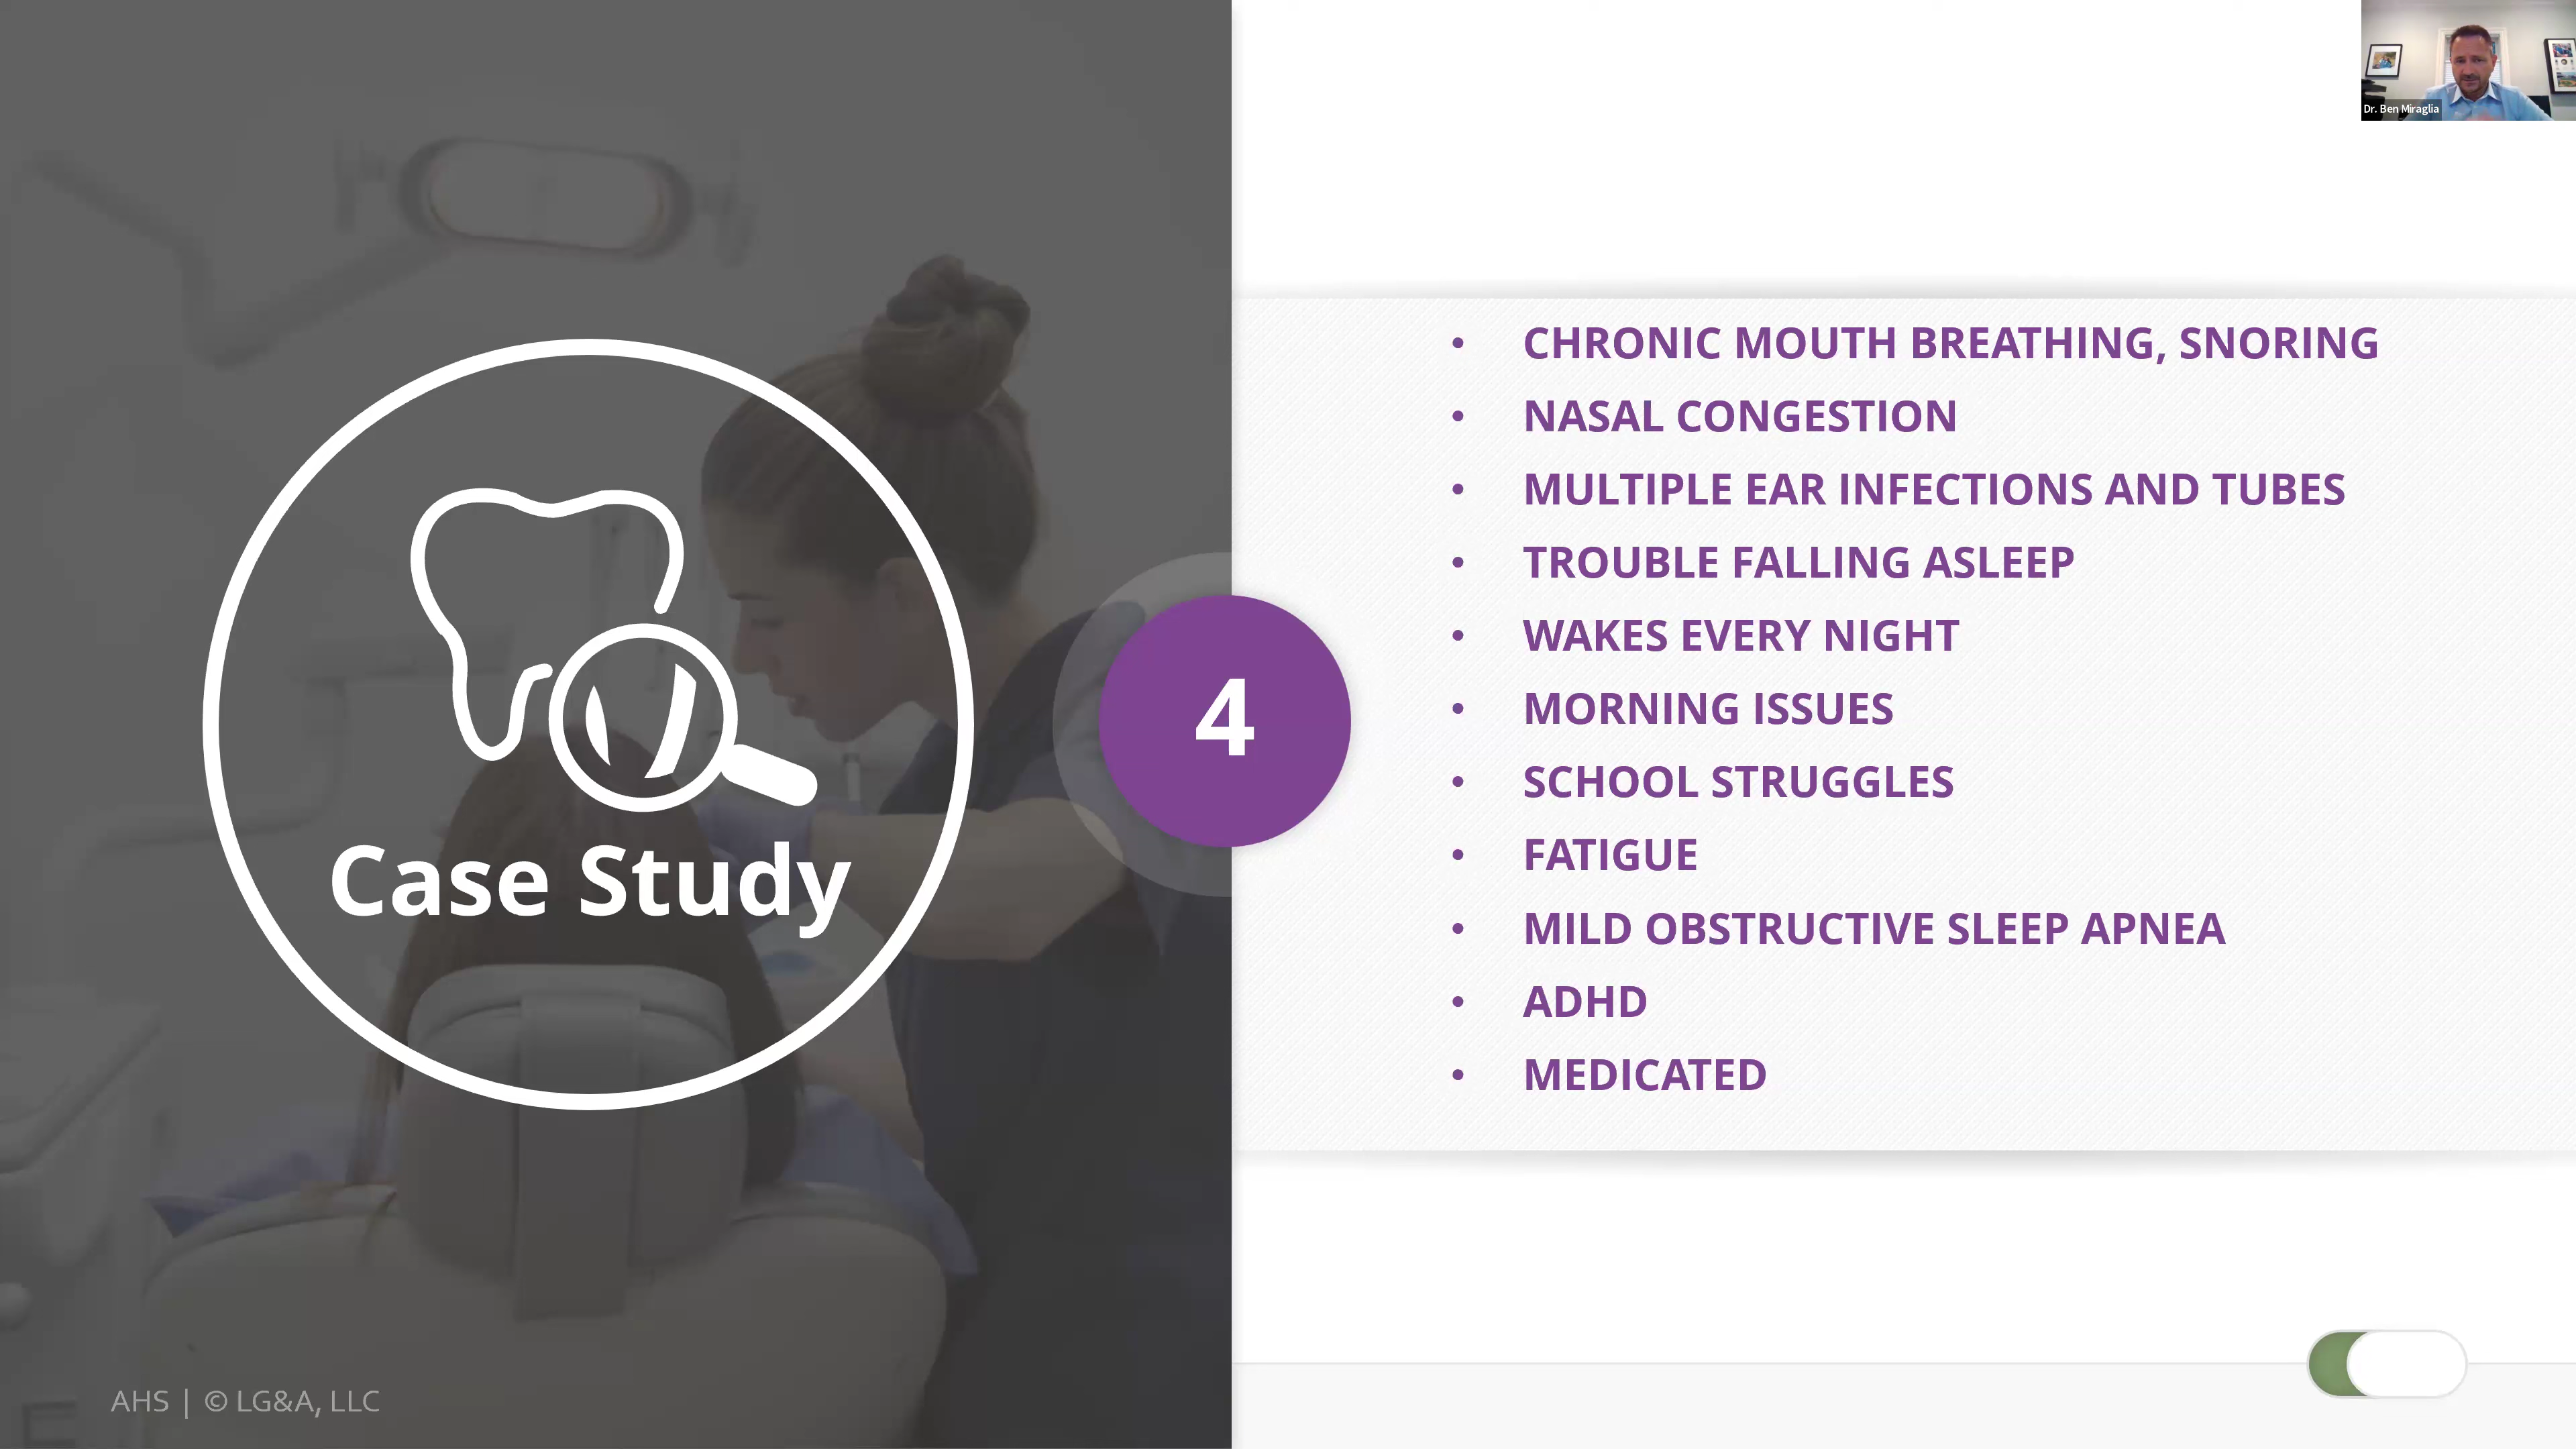 Dr. Ben Miraglia
Case Study
4
• CHRONIC MOUTH BREATHING, SNORING
• NASAL CONGESTION
• MULTIPLE EAR INFECTIONS AND TUBES
• TROUBLE FALLING ASLEEP
• WAKES EVERY NIGHT
• MORNING ISSUES
• SCHOOL STRUGGLES
• FATIGUE
• MILD OBSTRUCTIVE SLEEP APNEA
• ADHD
• MEDICATED
AHS | © LG&A, LLC